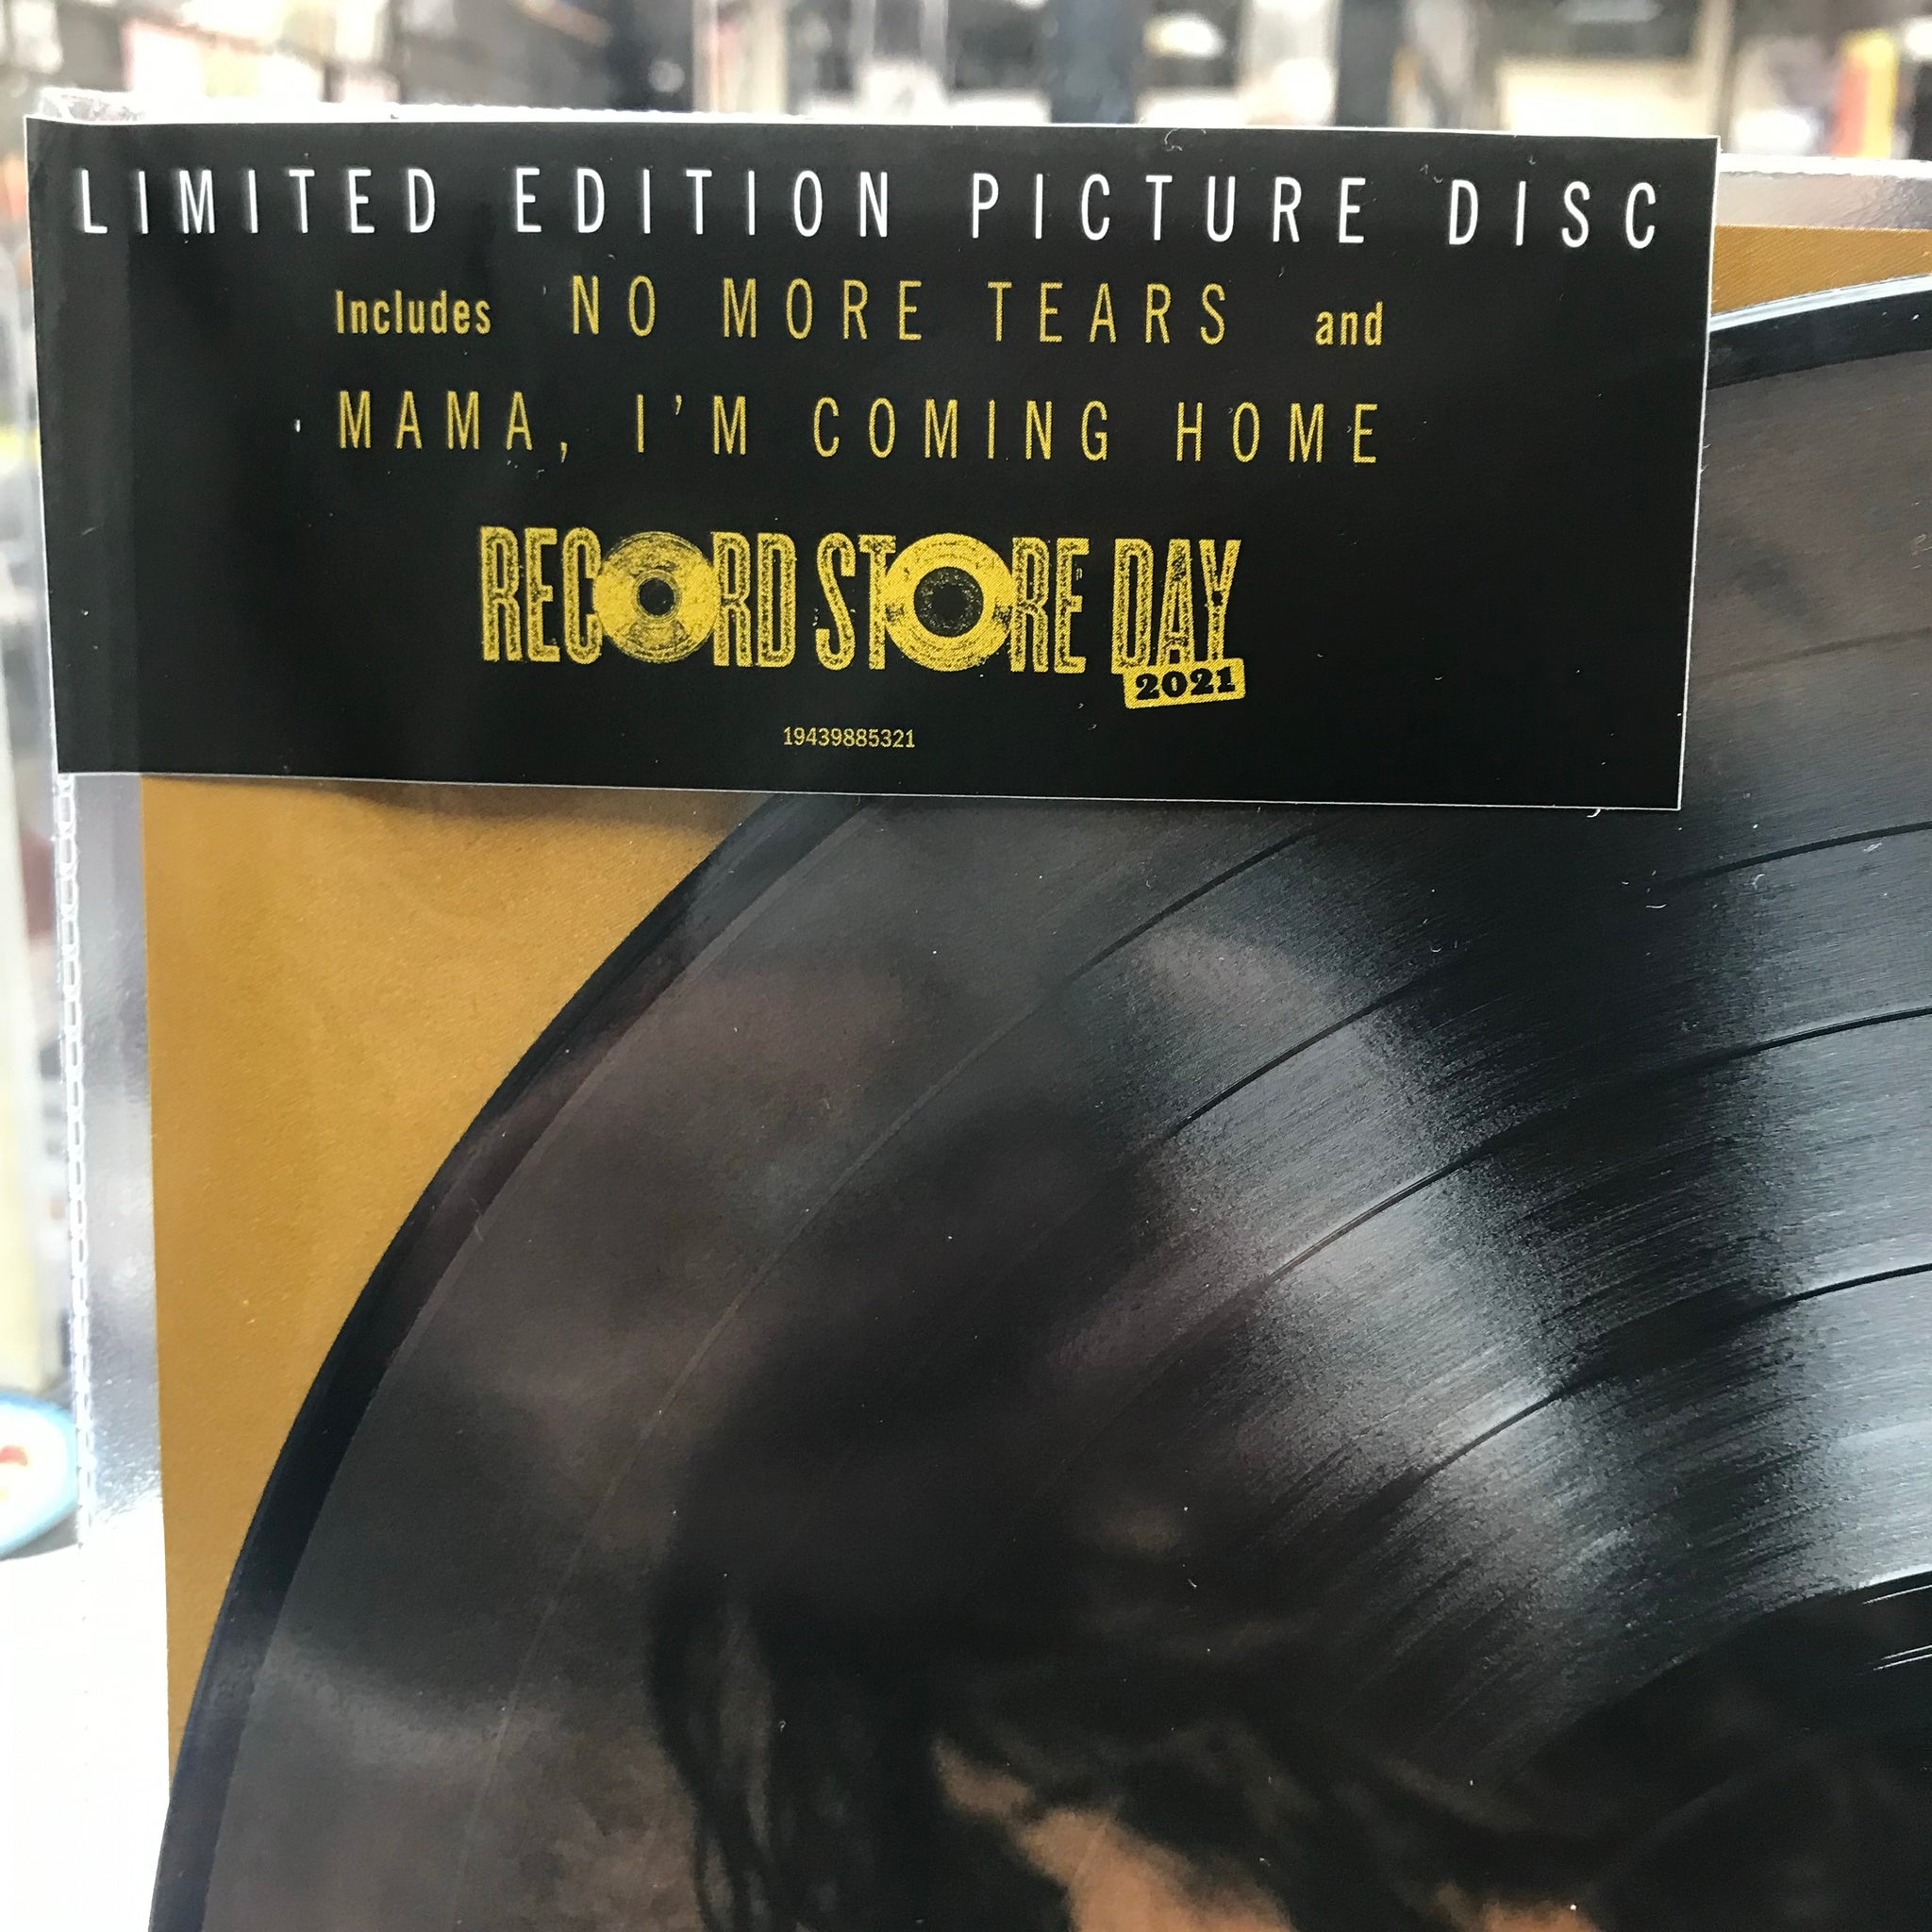 LIMITED EDITION PICTURE DISC
Includes NO MORE TEARS and
MAMA, I'M COMING HOME
RECORD STORE DAY
2021
19439885321